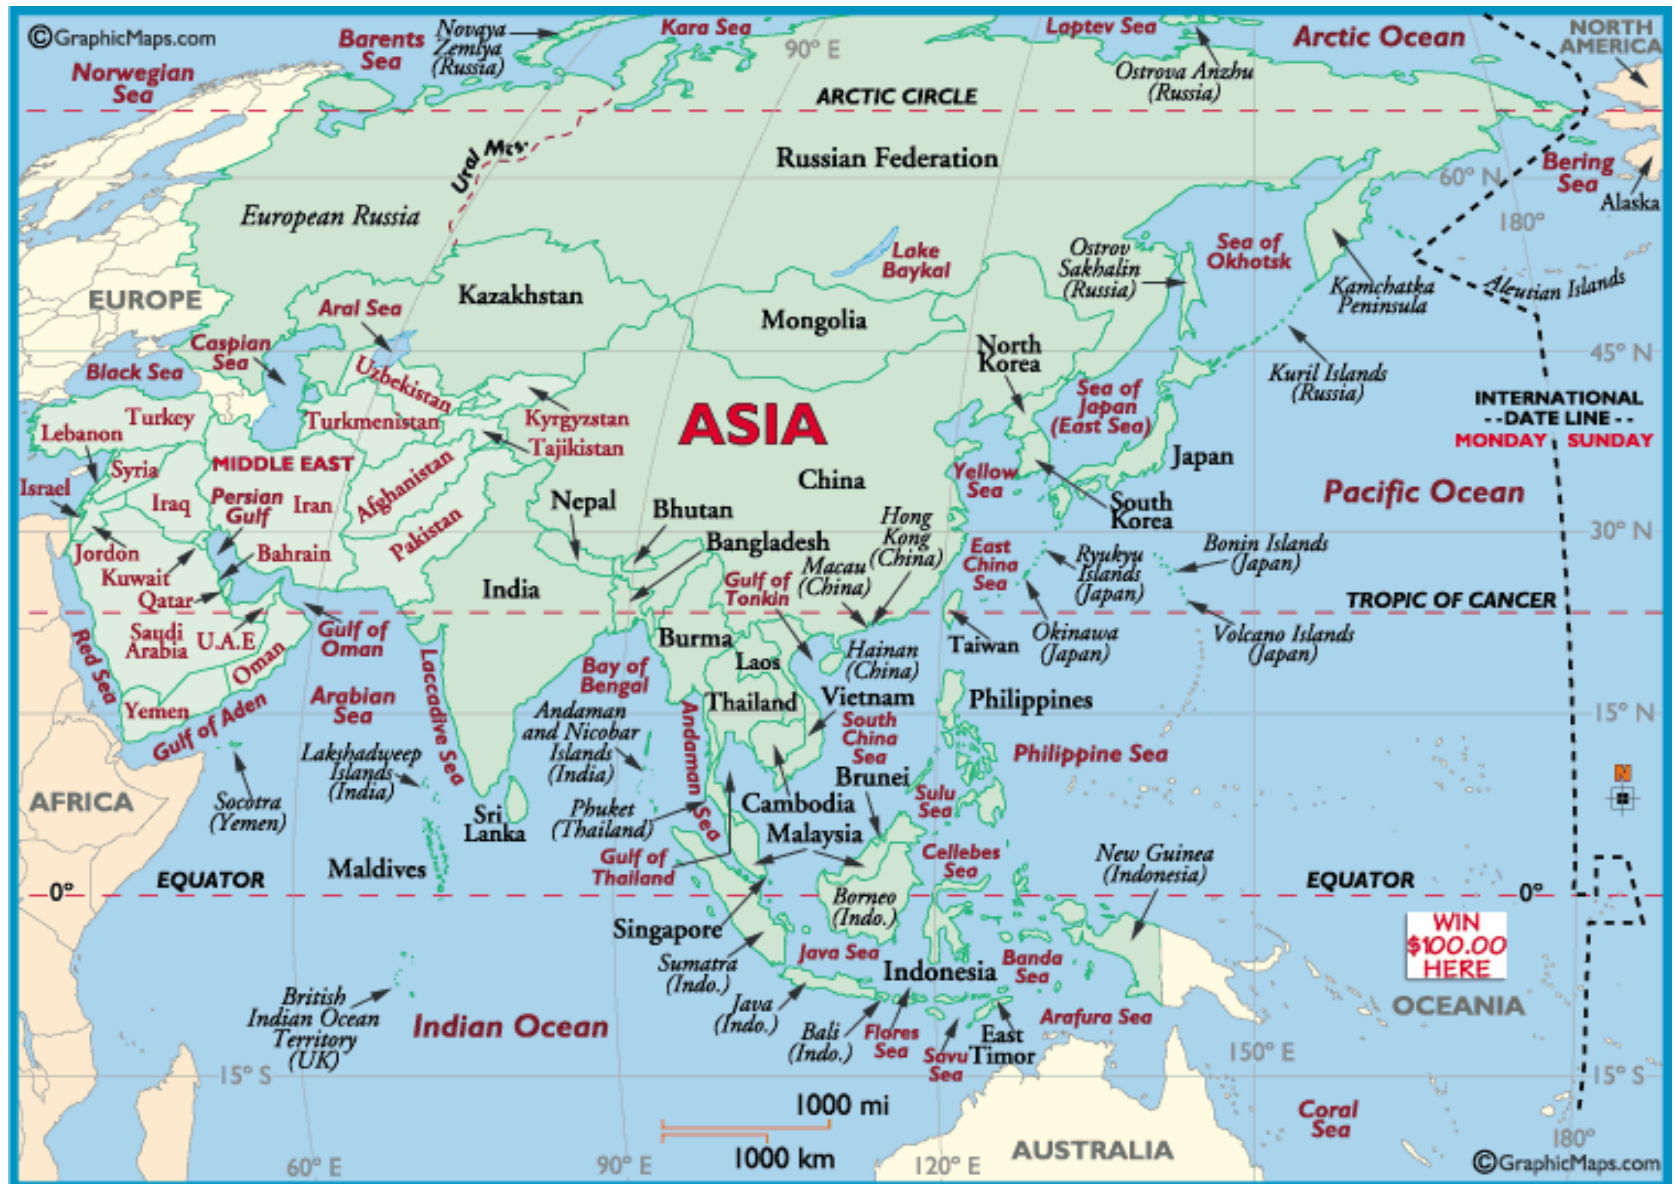 ©GraphicMaps.com
Norwegian
Sea
Barents
Sea
Novaya
Zemlya
(Russia)
Kara Sea
90° E
Laptev Sea
Ostrova Anzhu
(Russia)
Arctic Ocean
NORTH
AMERICA
ARCTIC CIRCLE
Ural Mts.
Russian Federation
European Russia
60° N
180°
Bering
Sea
Alaska
Lake
Baykal
Ostrov
Sakhalin
(Russia)
Sea of
Okhotsk
Kamchatka
Peninsula
Aleutian Islands
EUROPE
Aral Sea
Kazakhstan
Mongolia
Caspian
Sea
Black Sea
North
Korea
45° N
Kuril Islands
(Russia)
Sea of
Japan
(East Sea)
INTERNATIONAL
--DATE LINE--
MONDAY SUNDAY
Turkey
Lebanon
Uzbekistan
Turkmenistan
Kyrgyzstan
Tajikistan
ASIA
Syria
MIDDLE EAST
Afghanistan
Israel
Iraq
Persian
Gulf
Iran
China
Yellow
Sea
Japan
Pacific Ocean
Pakistan
Nepal
Bhutan
South
Korea
Hong
Kong
(China)
30° N
Jordon
Bahrain
Bangladesh
Kuwait
Qatar
India
Gulf of
Tonkin
Macau
(China)
East
China
Sea
Ryukyu
Islands
(Japan)
Bonin Islands
(Japan)
TROPIC OF CANCER
Red Sea
Saudi
Arabia
U.A.E
Gulf of
Oman
Oman
Burma
Laos
Hainan
(China)
Taiwan
Okinawa
(Japan)
Volcano Islands
(Japan)
Yemen
Gulf of Aden
Arabian
Sea
Laccadive Sea
Bay of
Bengal
Thailand
Vietnam
Philippines
15° N
Andaman
and Nicobar
Islands
(India)
Andaman Sea
South
China
Sea
Philippine Sea
Lakshadweep
Islands
(India)
Brunei
N
AFRICA
Socotra
(Yemen)
Sri
Lanka
Phuket
(Thailand)
Cambodia
Sulu
Sea
Malaysia
Maldives
Gulf of
Thailand
Cellebes
Sea
New Guinea
(Indonesia)
0°
EQUATOR
EQUATOR
0°
Borneo
(Indo.)
Singapore
WIN
$100.00
HERE
Sumatra
(Indo.)
Java Sea
Indonesia
Banda
Sea
British
Indian Ocean
Territory
(UK)
Indian Ocean
Java
(Indo.)
Bali
(Indo.)
Flores
Sea
Savu
Sea
East
Timor
Arafura Sea
OCEANIA
15° S
150° E
15° S
1000 mi
1000 km
Coral
Sea
AUSTRALIA
60° E
90° E
120° E
180°
©GraphicMaps.com